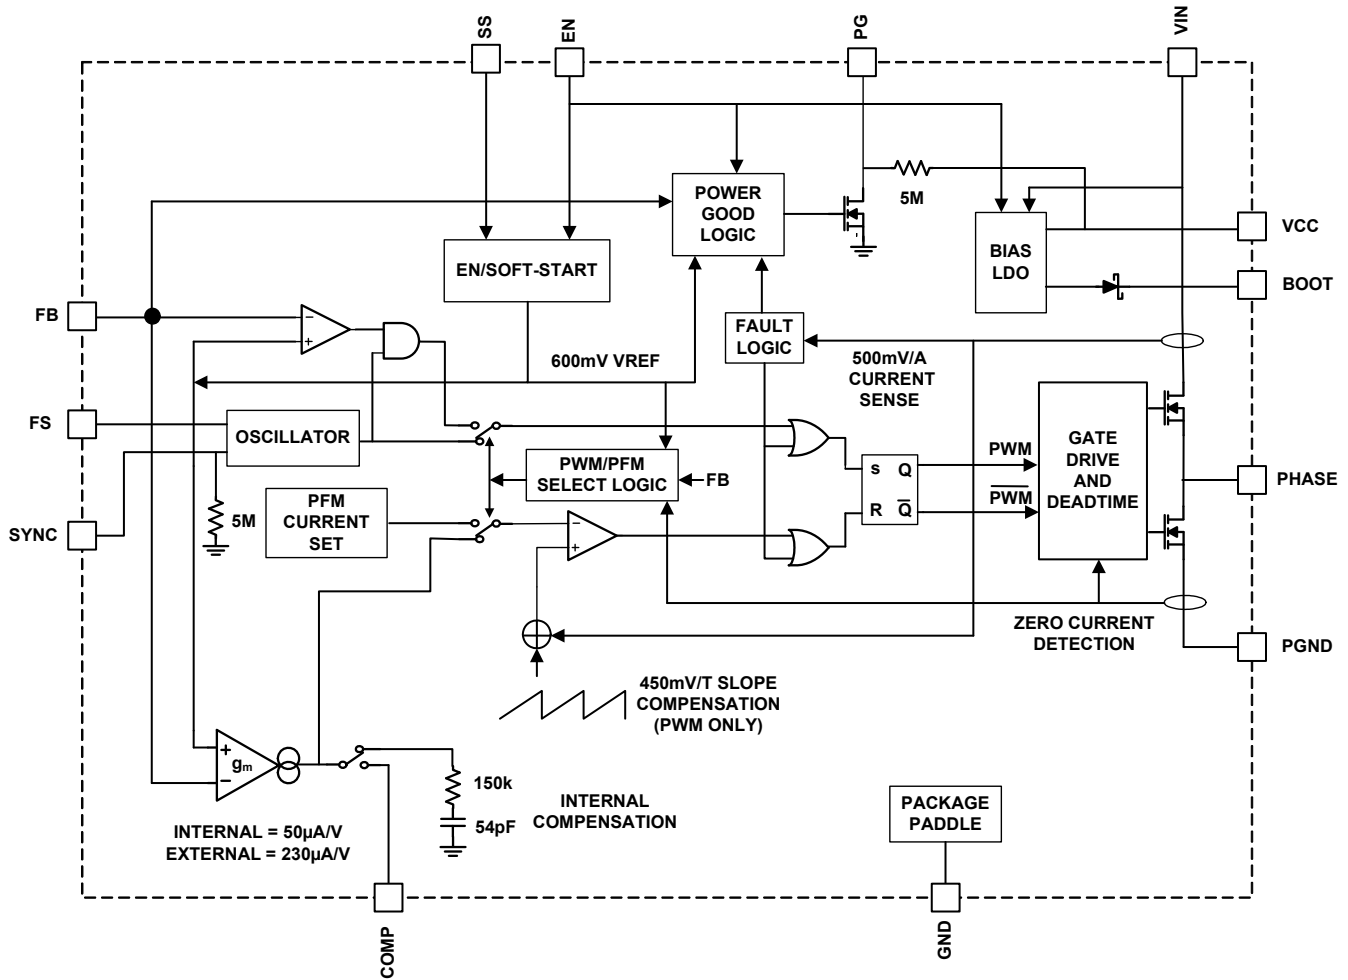 SS
EN
PG
VIN
5M
POWER
GOOD
LOGIC
BIAS
LDO
VCC
BOOT
EN/SOFT-START
FB
FAULT
LOGIC
600mV VREF
500mV/A
CURRENT
SENSE
FS
OSCILLATOR
PWM/PFM
SELECT LOGIC
FB
S Q
R Q̅
PWM
P̅W̅M̅
GATE
DRIVE
AND
DEADTIME
PHASE
5M
PFM
CURRENT
SET
SYNC
ZERO CURRENT
DETECTION
PGND
450mV/T SLOPE
COMPENSATION
(PWM ONLY)
+
gm
−
150k
54pF
INTERNAL
COMPENSATION
INTERNAL = 50µA/V
EXTERNAL = 230µA/V
PACKAGE
PADDLE
COMP
GND